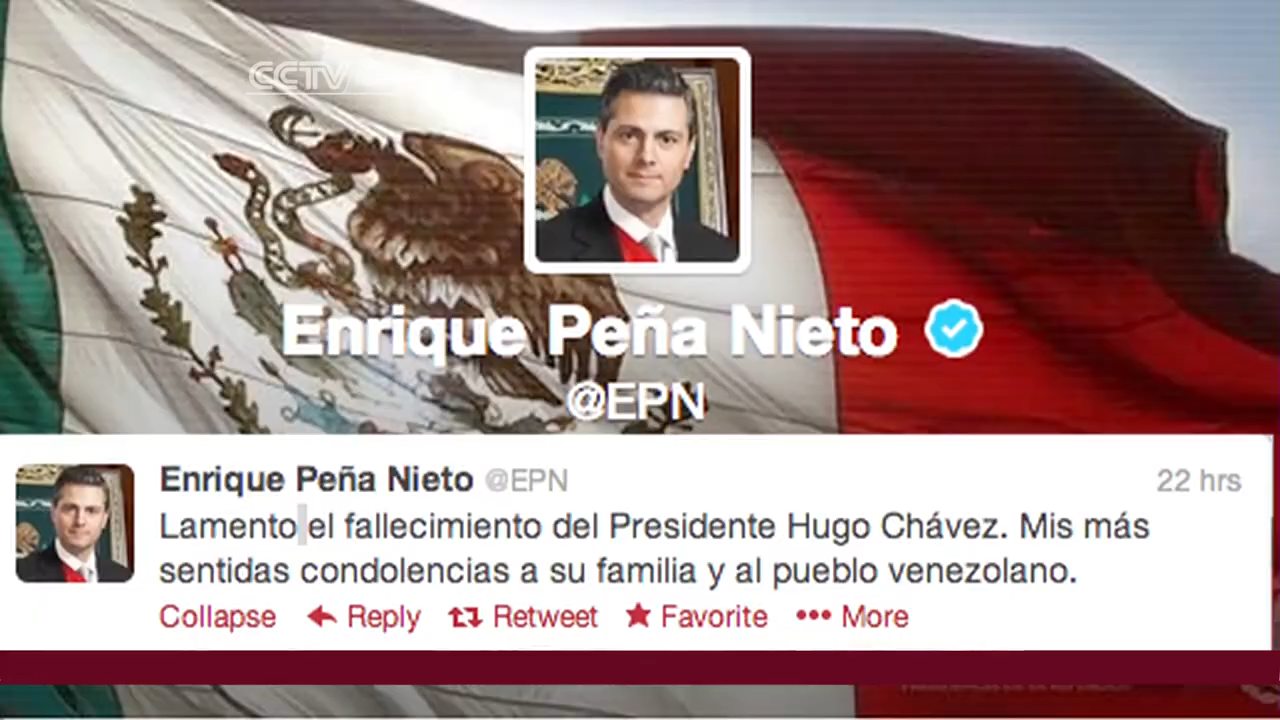 CCTV
Enrique Peña Nieto
@EPN
Enrique Peña Nieto @EPN 22 hrs
Lamento el fallecimiento del Presidente Hugo Chávez. Mis más
sentidas condolencias a su familia y al pueblo venezolano.
Collapse Reply Retweet Favorite More